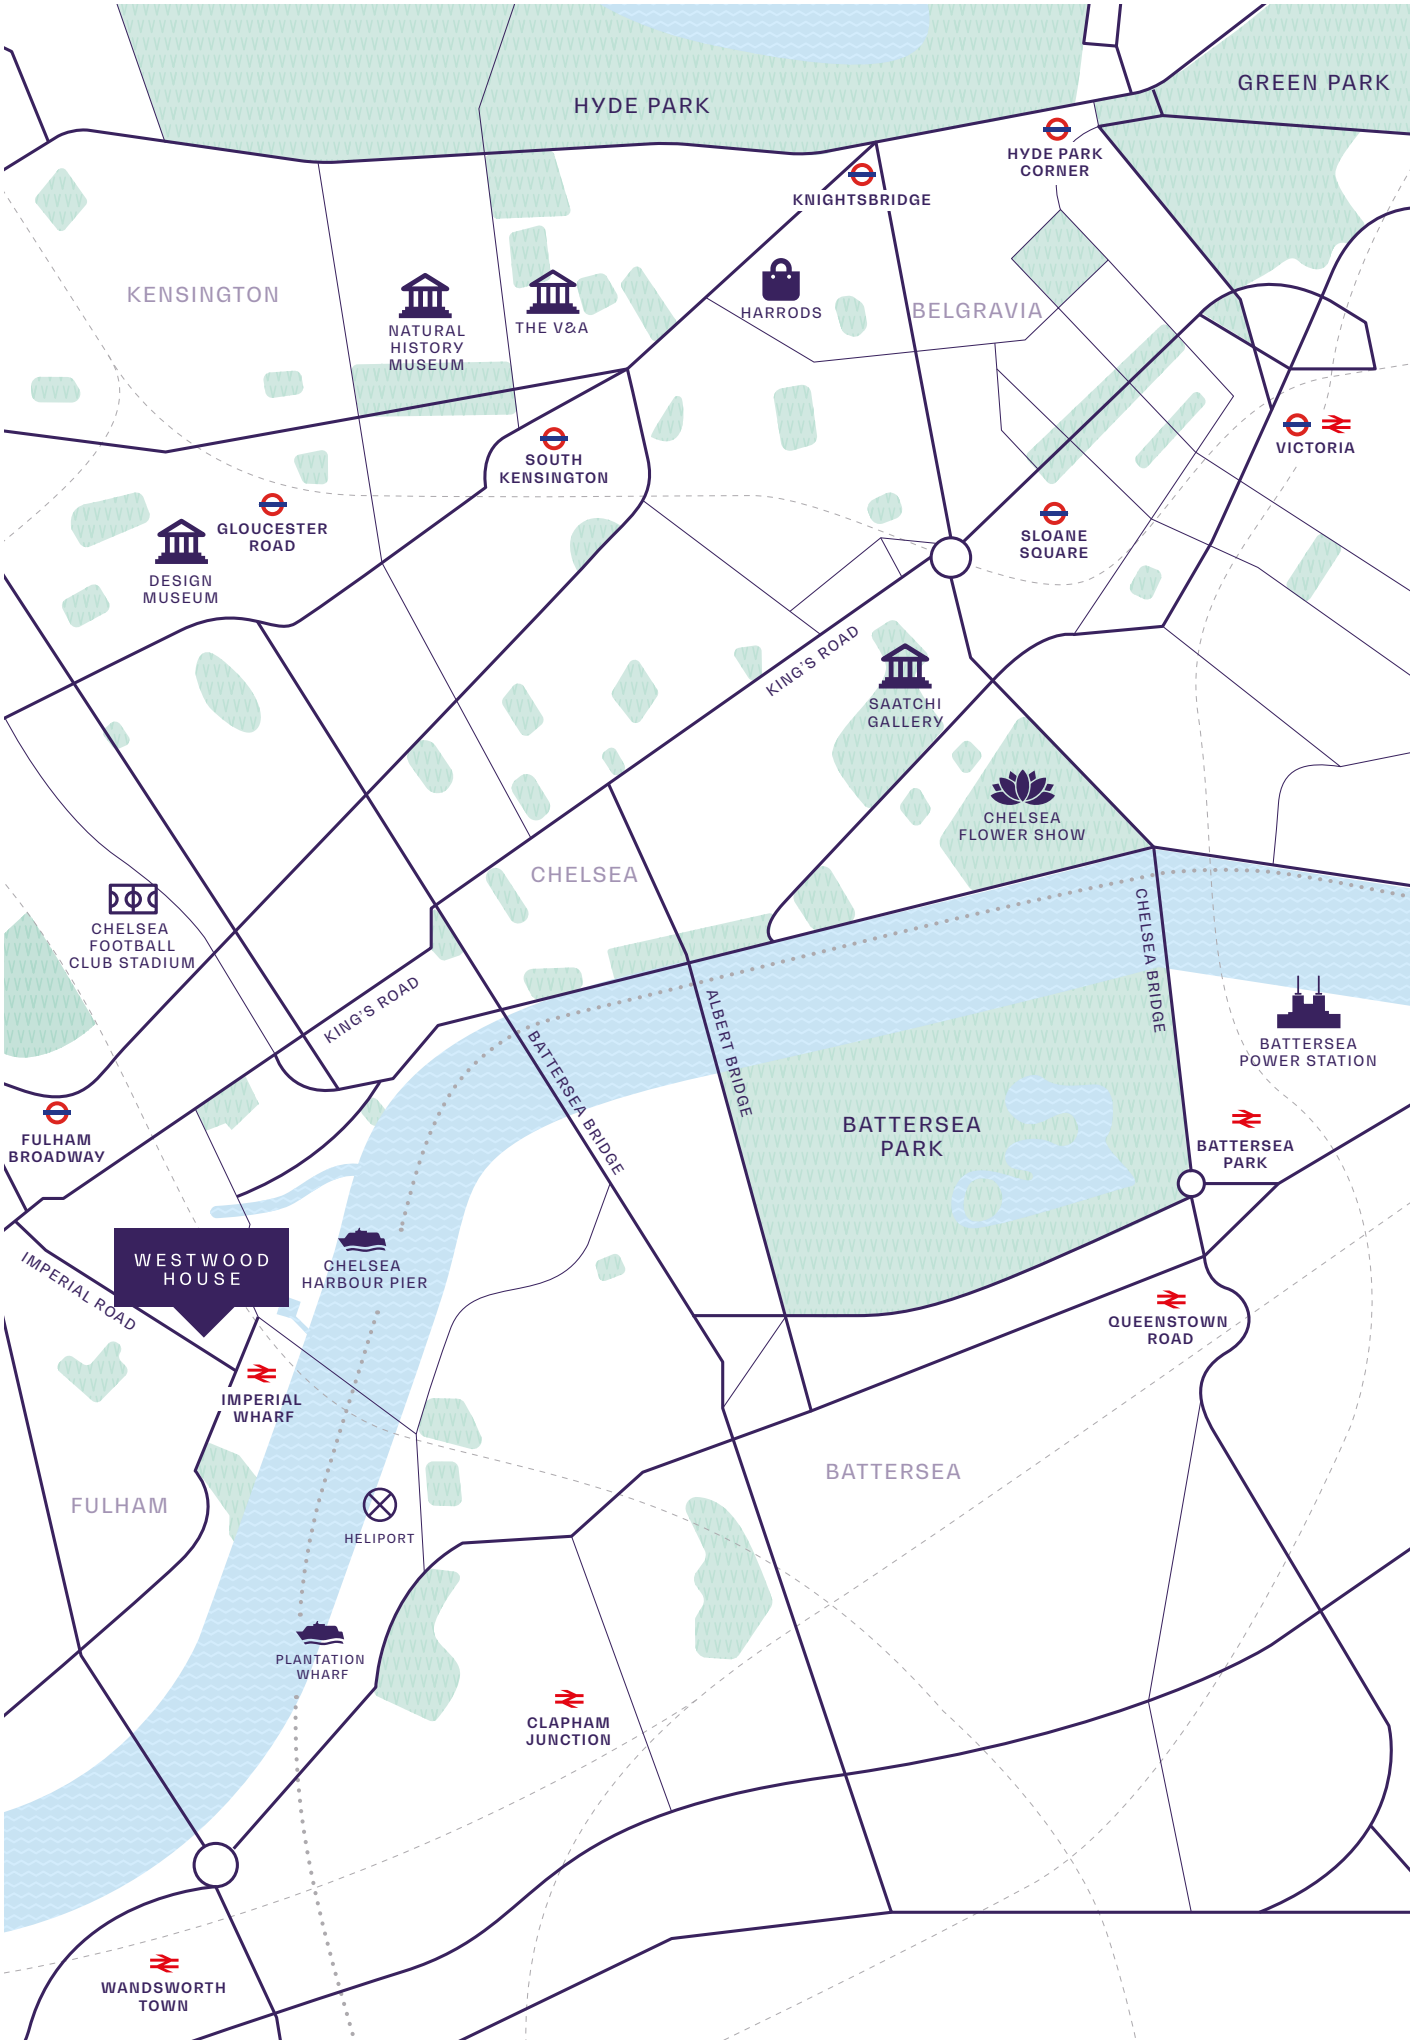 GREEN PARK
HYDE PARK
HYDE PARK
CORNER
KNIGHTSBRIDGE
KENSINGTON
NATURAL
HISTORY
MUSEUM
THE V&A
HARRODS
BELGRAVIA
VICTORIA
SOUTH
KENSINGTON
GLOUCESTER
ROAD
SLOANE
SQUARE
DESIGN
MUSEUM
KING'S ROAD
SAATCHI
GALLERY
CHELSEA
FLOWER SHOW
CHELSEA
CHELSEA
FOOTBALL
CLUB STADIUM
CHELSEA BRIDGE
KING'S ROAD
ALBERT BRIDGE
BATTERSEA BRIDGE
BATTERSEA
POWER STATION
BATTERSEA
PARK
BATTERSEA
PARK
FULHAM
BROADWAY
WESTWOOD
HOUSE
IMPERIAL ROAD
CHELSEA
HARBOUR PIER
QUEENSTOWN
ROAD
IMPERIAL
WHARF
BATTERSEA
FULHAM
HELIPORT
PLANTATION
WHARF
CLAPHAM
JUNCTION
WANDSWORTH
TOWN